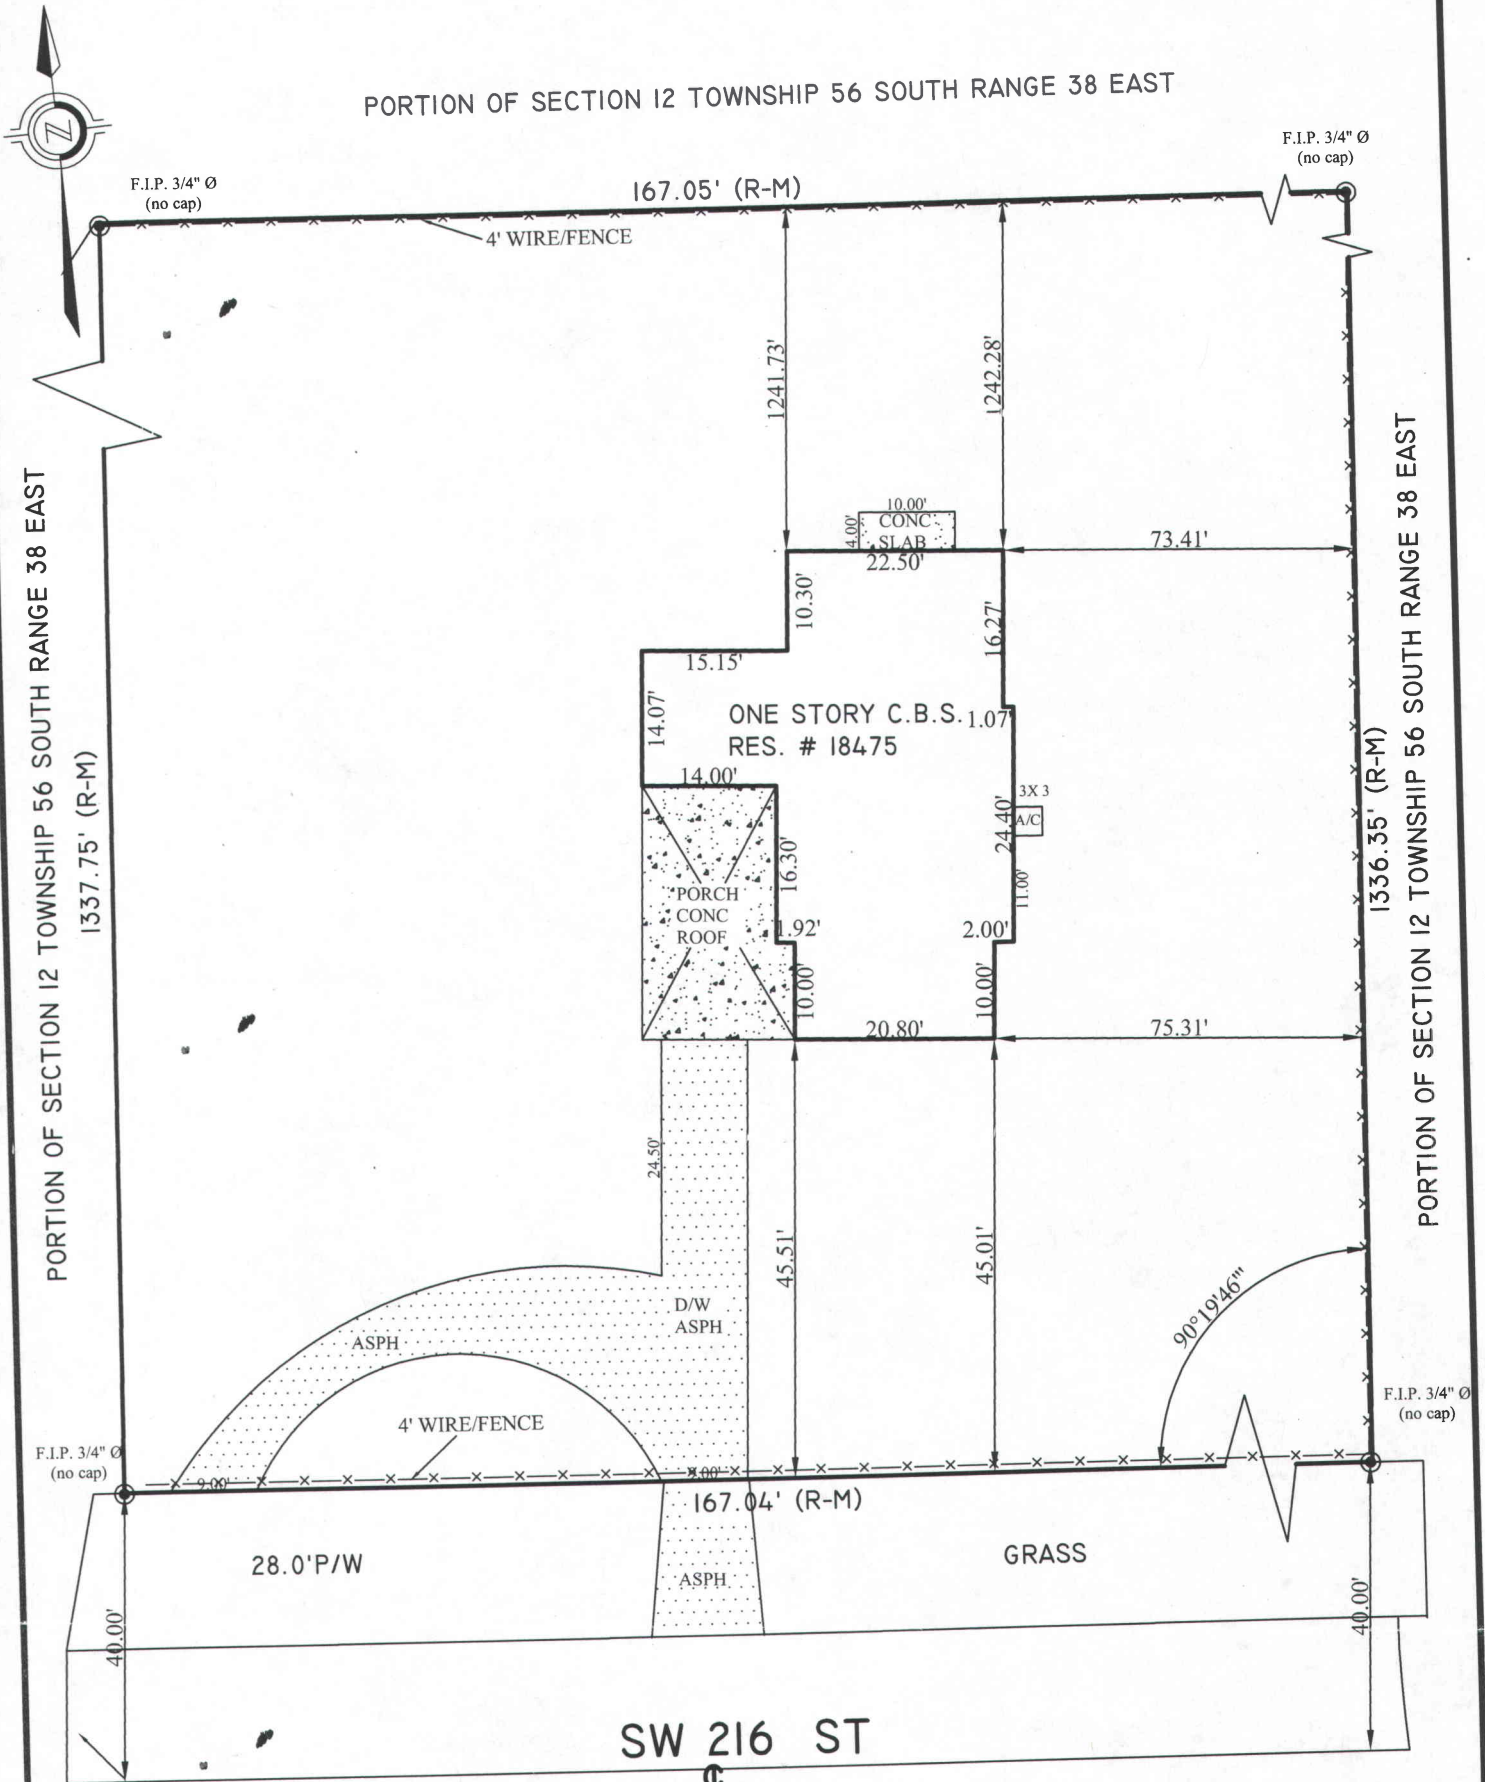 PORTION OF SECTION 12 TOWNSHIP 56 SOUTH RANGE 38 EAST
F.I.P. 3/4" Ø
(no cap)
F.I.P. 3/4" Ø
(no cap)
N
167.05' (R-M)
4' WIRE/FENCE
1241.73'
1242.28'
10.00'
4.00'
CONC
SLAB
22.50'
73.41'
10.30'
16.27'
15.15'
14.07'
ONE STORY C.B.S.
RES. # 18475
1.07'
14.00'
3X 3
A/C
24.40'
11.00'
16.30'
PORCH
CONC
ROOF
1.92'
2.00'
10.00'
10.00'
20.80'
75.31'
PORTION OF SECTION 12 TOWNSHIP 56 SOUTH RANGE 38 EAST
1337.75' (R-M)
1336.35' (R-M)
PORTION OF SECTION 12 TOWNSHIP 56 SOUTH RANGE 38 EAST
24.50'
45.51'
45.01'
90°19'46"'
D/W
ASPH
ASPH
4' WIRE/FENCE
F.I.P. 3/4" Ø
(no cap)
F.I.P. 3/4" Ø
(no cap)
9.00'
9.00'
167.04' (R-M)
28.0'P/W
ASPH
GRASS
40.00'
40.00'
SW 216 ST
℄